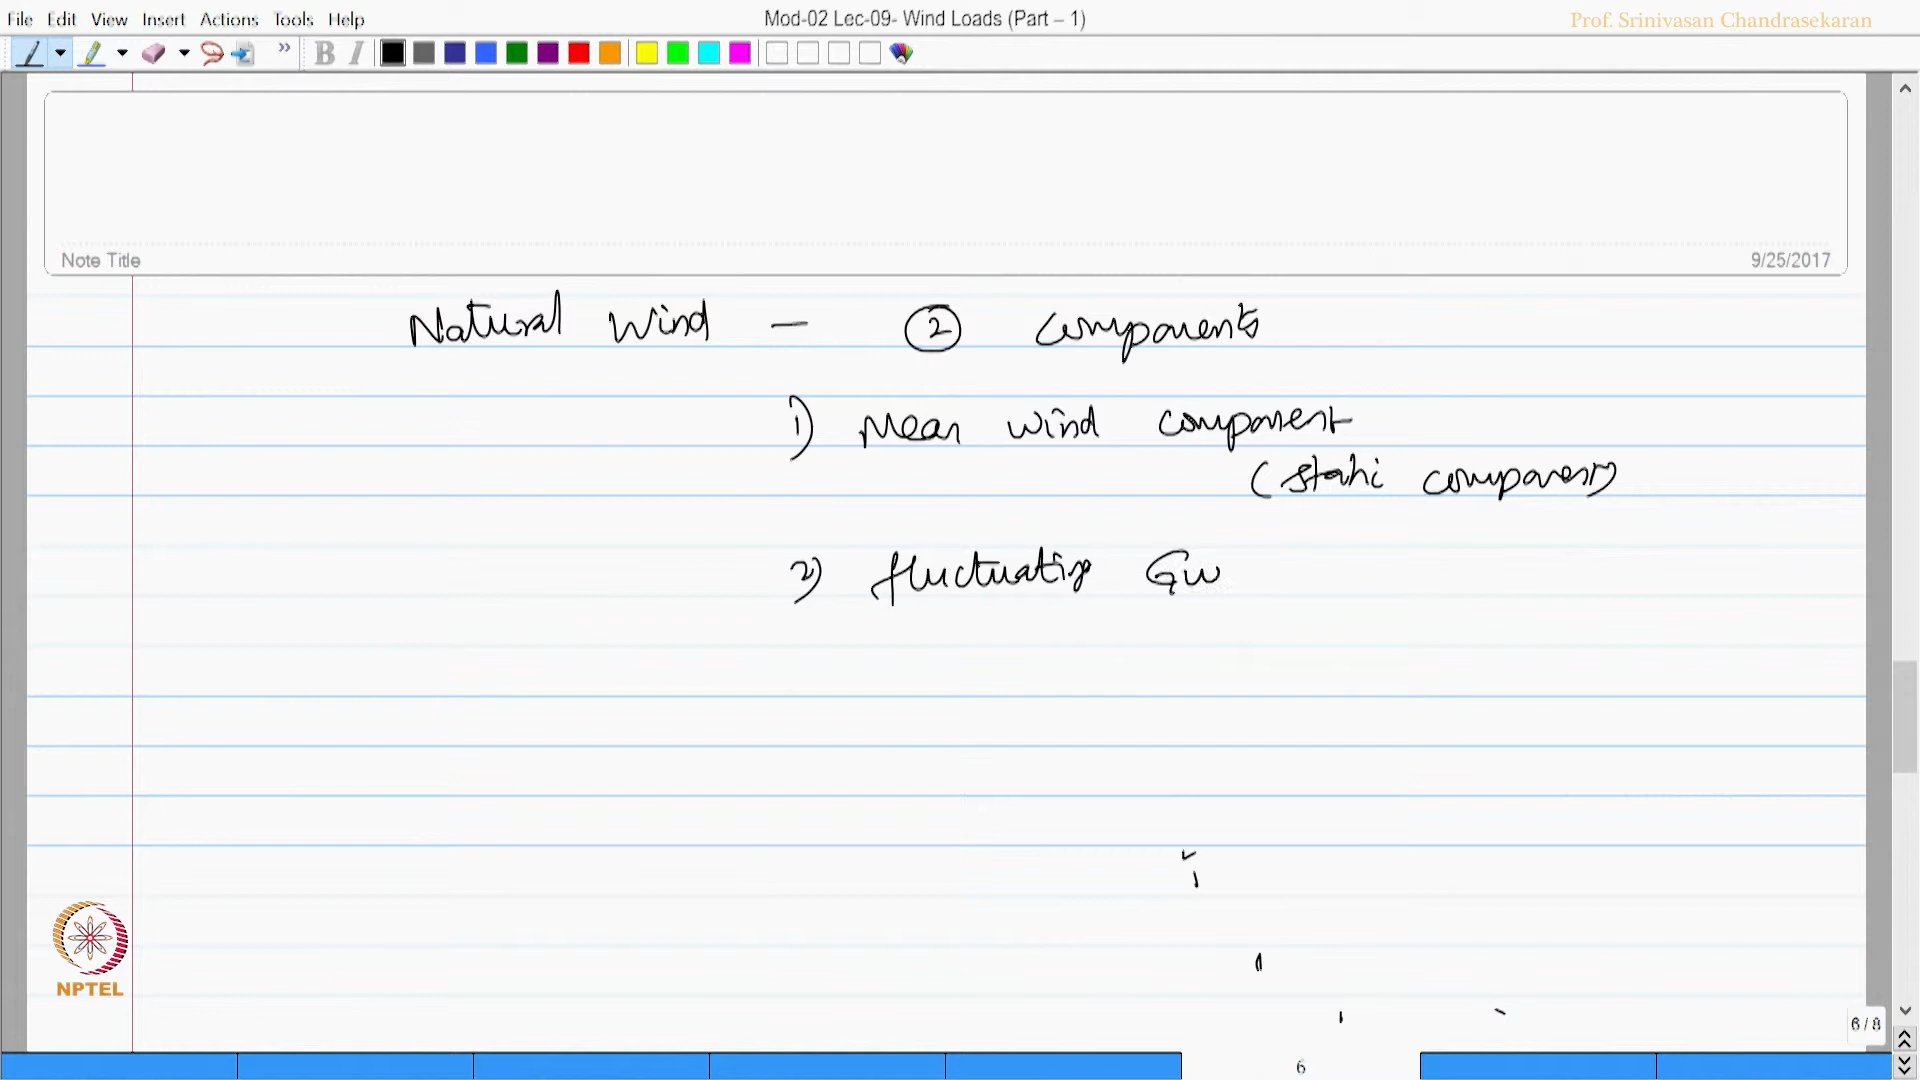 File Edit View Insert Actions Tools Help
Mod-02 Lec-09- Wind Loads (Part – 1)
Prof. Srinivasan Chandrasekaran
B I
Note Title
9/25/2017
Natural Wind – 2 Components
1) Mean wind component
(static component)
2) fluctuating Gu
NPTEL
6 / 8
6